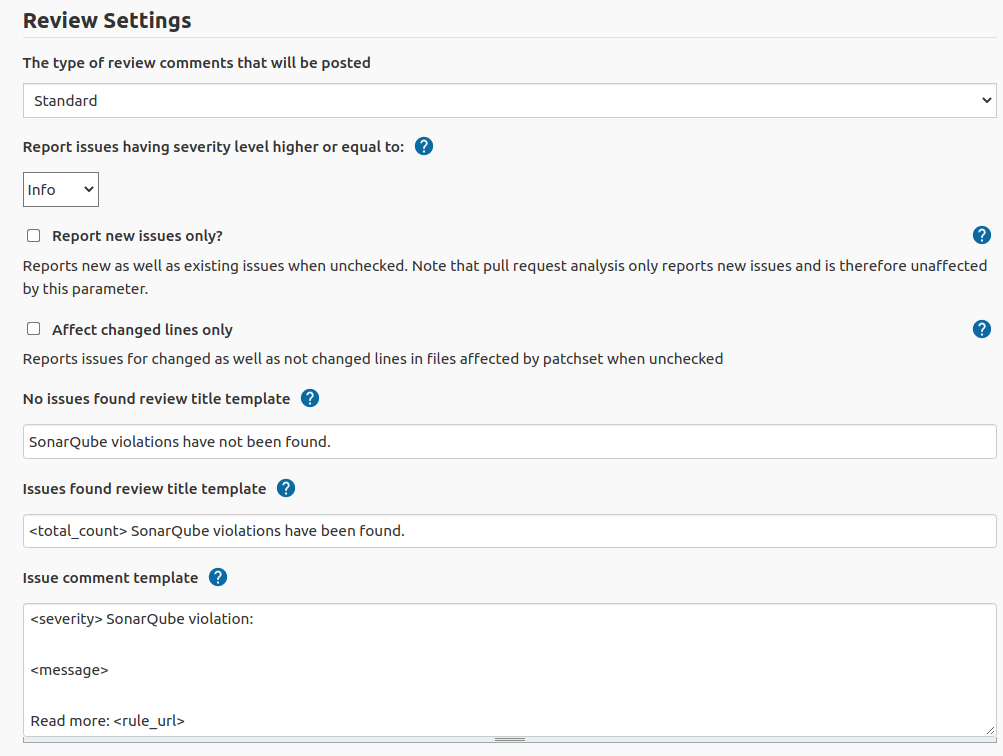 Review Settings
The type of review comments that will be posted
Standard
Report issues having severity level higher or equal to: ?
Info
Report new issues only? ?
Reports new as well as existing issues when unchecked. Note that pull request analysis only reports new issues and is therefore unaffected
by this parameter.
Affect changed lines only ?
Reports issues for changed as well as not changed lines in files affected by patchset when unchecked
No issues found review title template ?
SonarQube violations have not been found.
Issues found review title template ?
<total_count> SonarQube violations have been found.
Issue comment template ?
<severity> SonarQube violation:
<message>
Read more: <rule_url>